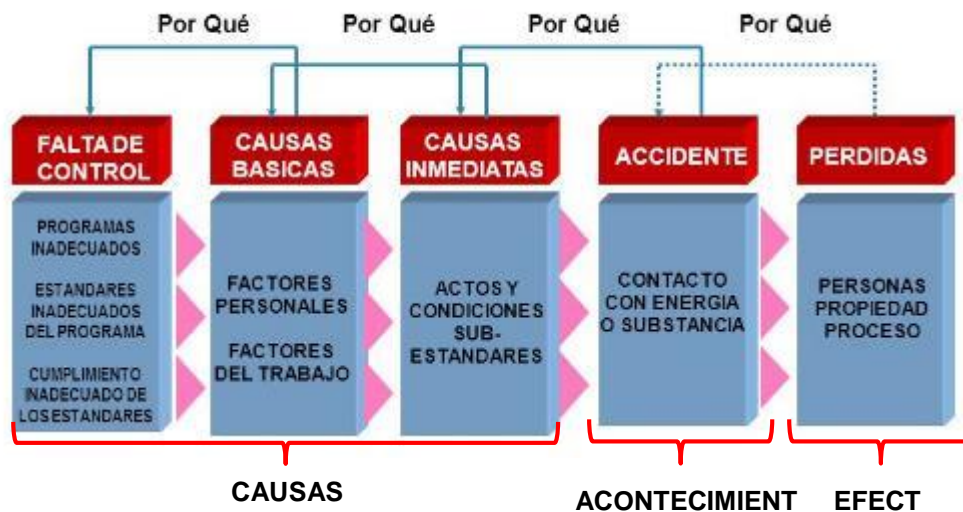 Por Qué
Por Qué
Por Qué
Por Qué
FALTA DE
CONTROL
CAUSAS
BASICAS
CAUSAS
INMEDIATAS
ACCIDENTE
PERDIDAS
PROGRAMAS
INADECUADOS
ESTANDARES
INADECUADOS
DEL PROGRAMA
CUMPLIMIENTO
INADECUADO DE
LOS ESTANDARES
FACTORES
PERSONALES
FACTORES
DEL TRABAJO
ACTOS Y
CONDICIONES
SUB-
ESTANDARES
CONTACTO
CON ENERGIA
O SUBSTANCIA
PERSONAS
PROPIEDAD
PROCESO
CAUSAS
ACONTECIMIENT
EFECT